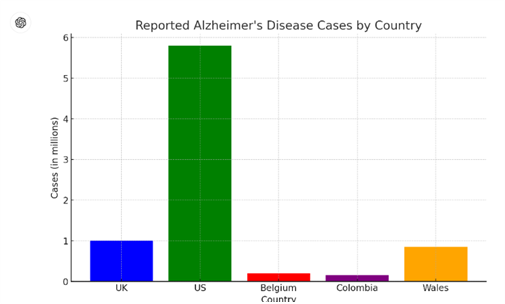 Reported Alzheimer's Disease Cases by Country
Cases (in millions)
6
5
4
3
2
1
0
UK US Belgium Colombia Wales
Country